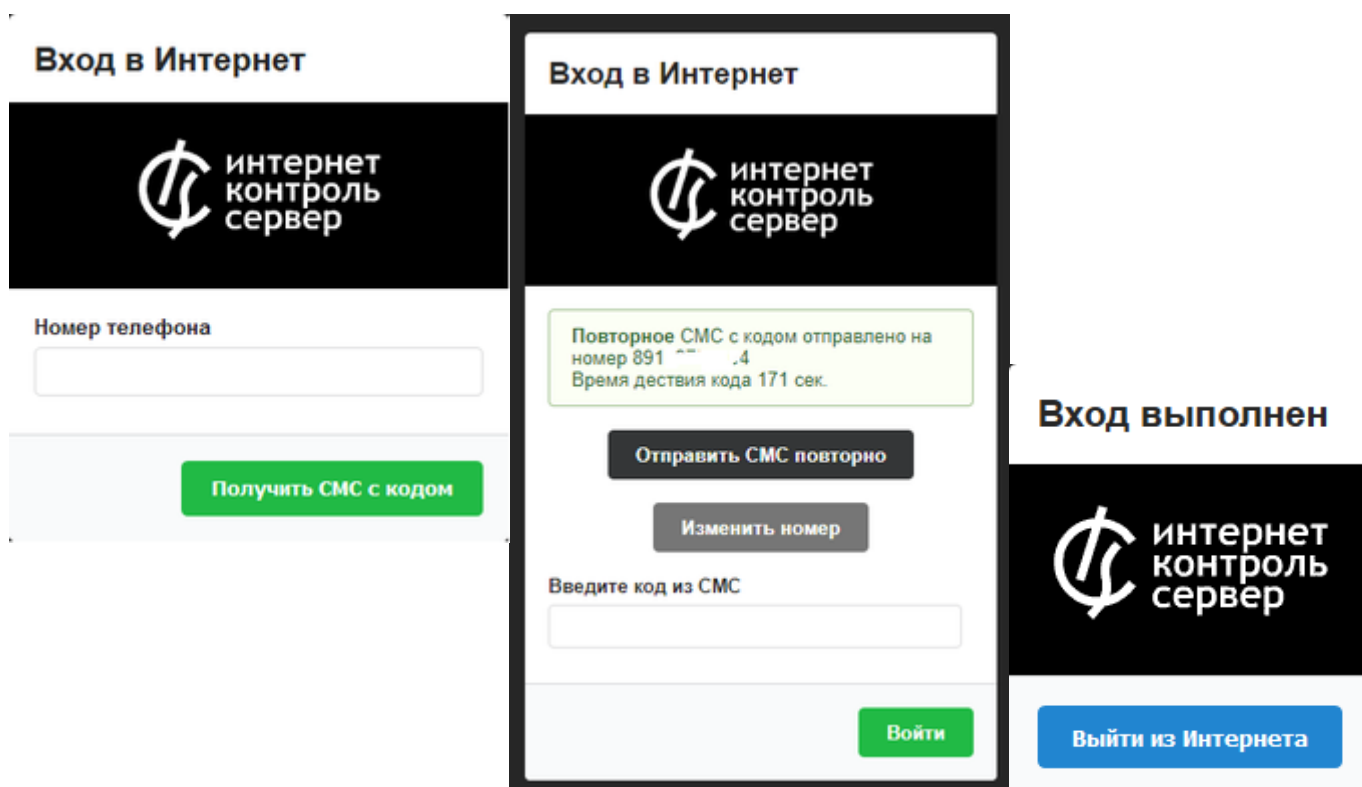 Вход в Интернет
интернет
контроль
сервер
Номер телефона
Получить СМС с кодом
Вход в Интернет
интернет
контроль
сервер
Повторное СМС с кодом отправлено на
номер 891 .4
Время дествия кода 171 сек.
Отправить СМС повторно
Изменить номер
Введите код из СМС
Войти
Вход выполнен
интернет
контроль
сервер
Выйти из Интернета